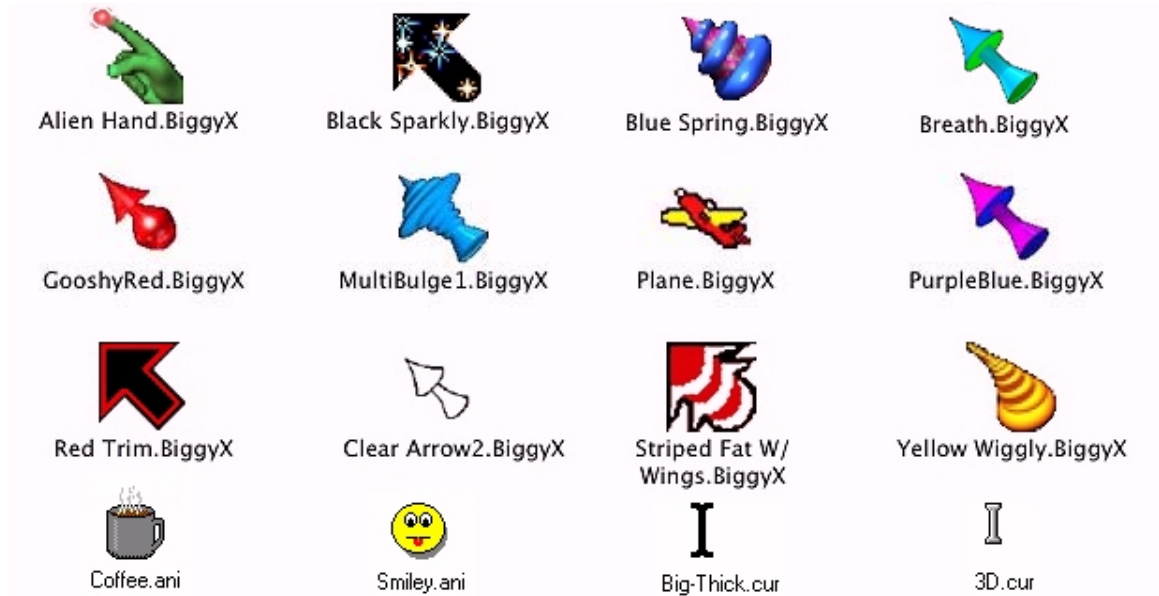 Alien Hand.BiggyX
Black Sparkly.BiggyX
Blue Spring.BiggyX
Breath.BiggyX
GooshyRed.BiggyX
MultiBulge1.BiggyX
Plane.BiggyX
PurpleBlue.BiggyX
Red Trim.BiggyX
Clear Arrow2.BiggyX
Striped Fat W/
Wings.BiggyX
Yellow Wiggly.BiggyX
Coffee.ani
Smiley.ani
Big-Thick.cur
3D.cur